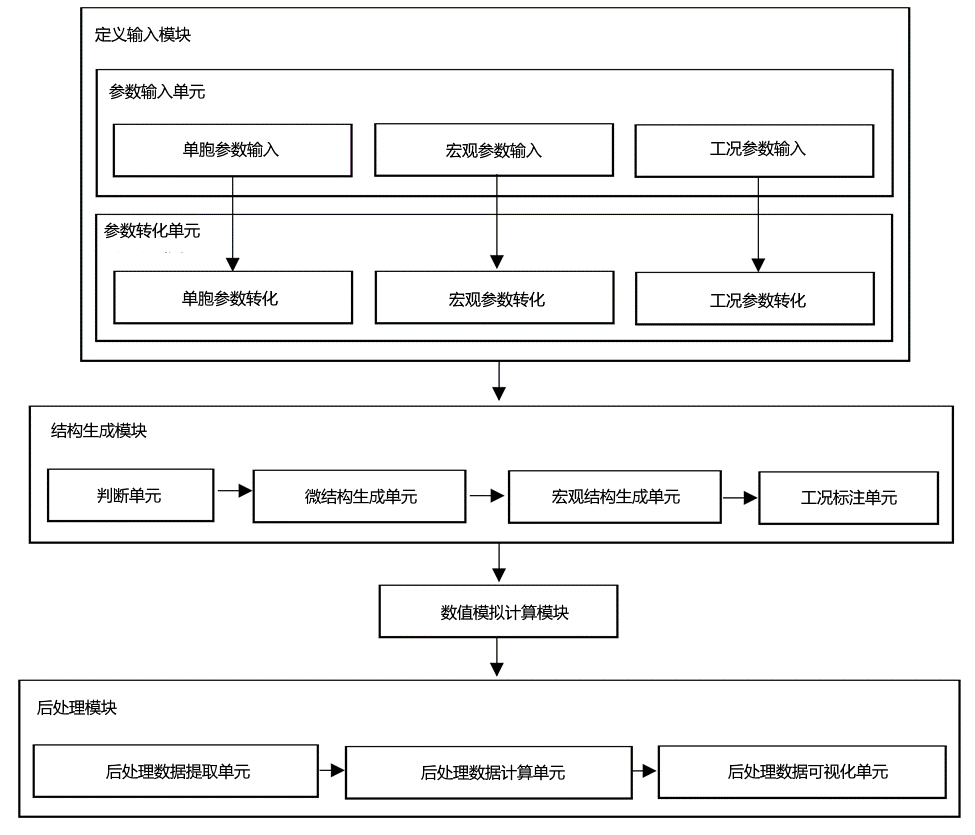 定义输入模块
参数输入单元
单胞参数输入
宏观参数输入
工况参数输入
参数转化单元
单胞参数转化
宏观参数转化
工况参数转化
结构生成模块
判断单元
微结构生成单元
宏观结构生成单元
工况标注单元
数值模拟计算模块
后处理模块
后处理数据提取单元
后处理数据计算单元
后处理数据可视化单元